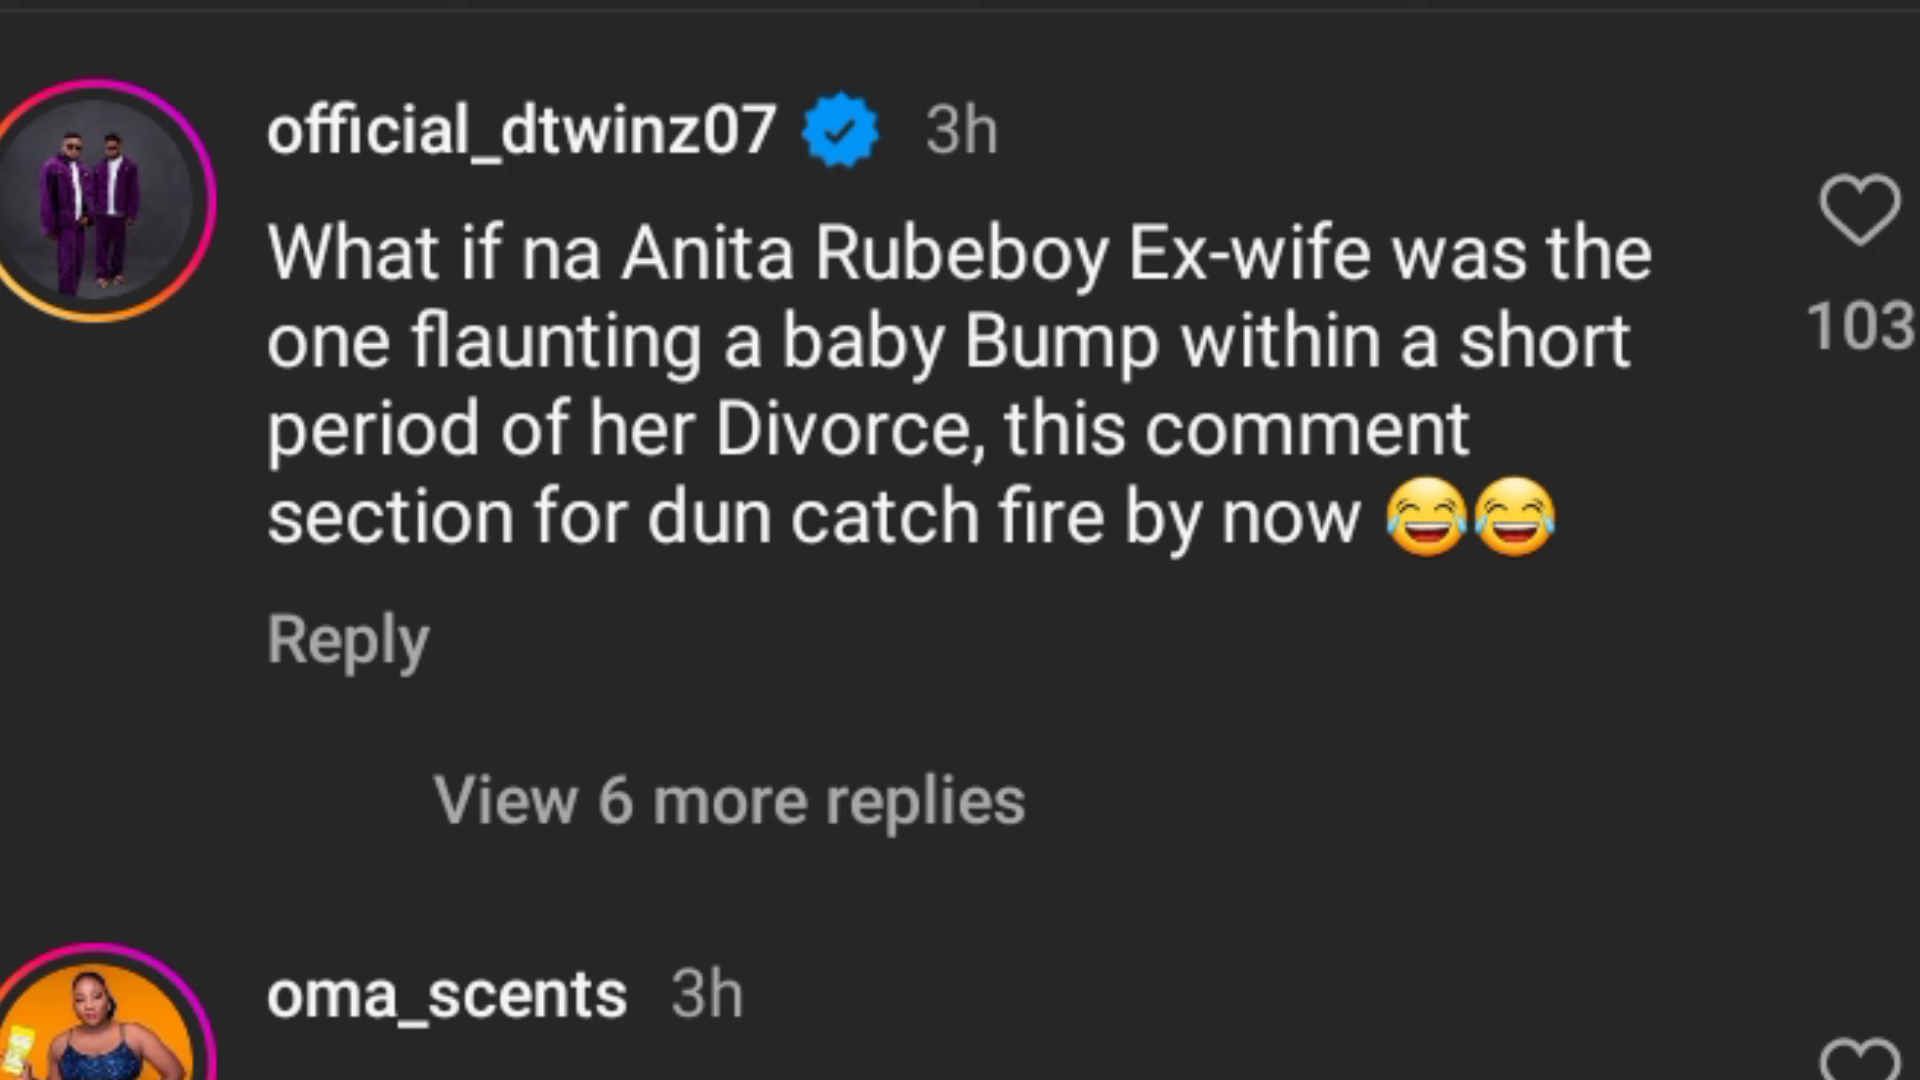 official_dtwinz07 3h
What if na Anita Rubeboy Ex-wife was the
one flaunting a baby Bump within a short
period of her Divorce, this comment
section for dun catch fire by now 😂😂
103
Reply
View 6 more replies
oma_scents 3h